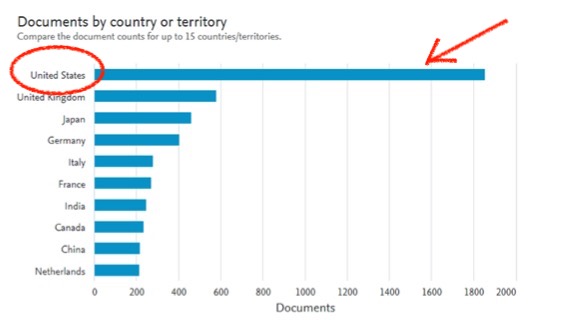 Documents by country or territory
Compare the document counts for up to 15 countries/territories.
United States
United Kingdom
Japan
Germany
Italy
France
India
Canada
China
Netherlands
0 200 400 600 800 1000 1200 1400 1600 1800 2000
Documents